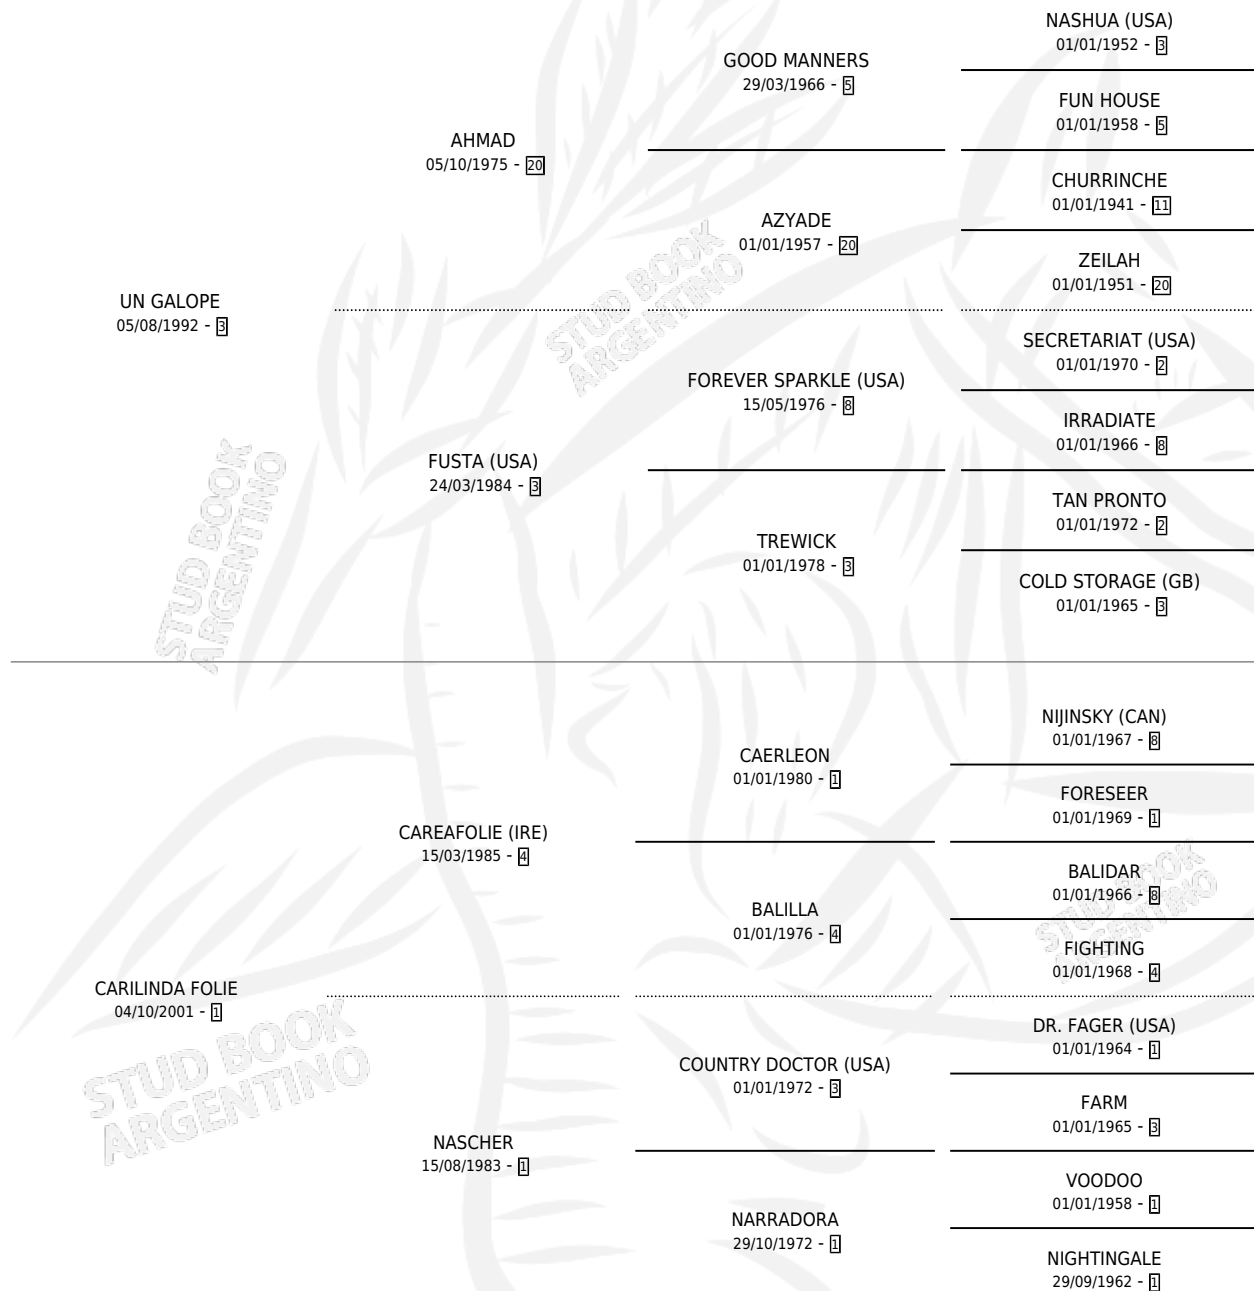 NASHUA (USA)
01/01/1952 - 3
GOOD MANNERS
29/03/1966 - 5
FUN HOUSE
01/01/1958 - 5
AHMAD
05/10/1975 - 20
CHURRINCHE
01/01/1941 - 11
AZYADE
01/01/1957 - 20
ZEILAH
01/01/1951 - 20
UN GALOPE
05/08/1992 - 3
SECRETARIAT (USA)
01/01/1970 - 2
FOREVER SPARKLE (USA)
15/05/1976 - 8
IRRADIATE
01/01/1966 - 8
FUSTA (USA)
24/03/1984 - 3
TAN PRONTO
01/01/1972 - 2
TREWICK
01/01/1978 - 3
COLD STORAGE (GB)
01/01/1965 - 3
NIJINSKY (CAN)
01/01/1967 - 8
CAERLEON
01/01/1980 - 1
FORESEER
01/01/1969 - 1
CAREAFOLIE (IRE)
15/03/1985 - 4
BALIDAR
01/01/1966 - 8
BALILLA
01/01/1976 - 4
FIGHTING
01/01/1968 - 4
CARILINDA FOLIE
04/10/2001 - 1
DR. FAGER (USA)
01/01/1964 - 1
COUNTRY DOCTOR (USA)
01/01/1972 - 3
FARM
01/01/1965 - 3
NASCHER
15/08/1983 - 1
VOODOO
01/01/1958 - 1
NARRADORA
29/10/1972 - 1
NIGHTINGALE
29/09/1962 - 1
STUD BOOK
ARGENTINO
STUD BOOK
ARGENTINO
STUD BOOK
ARGENTINO
STUD BOOK
ARGENTINO